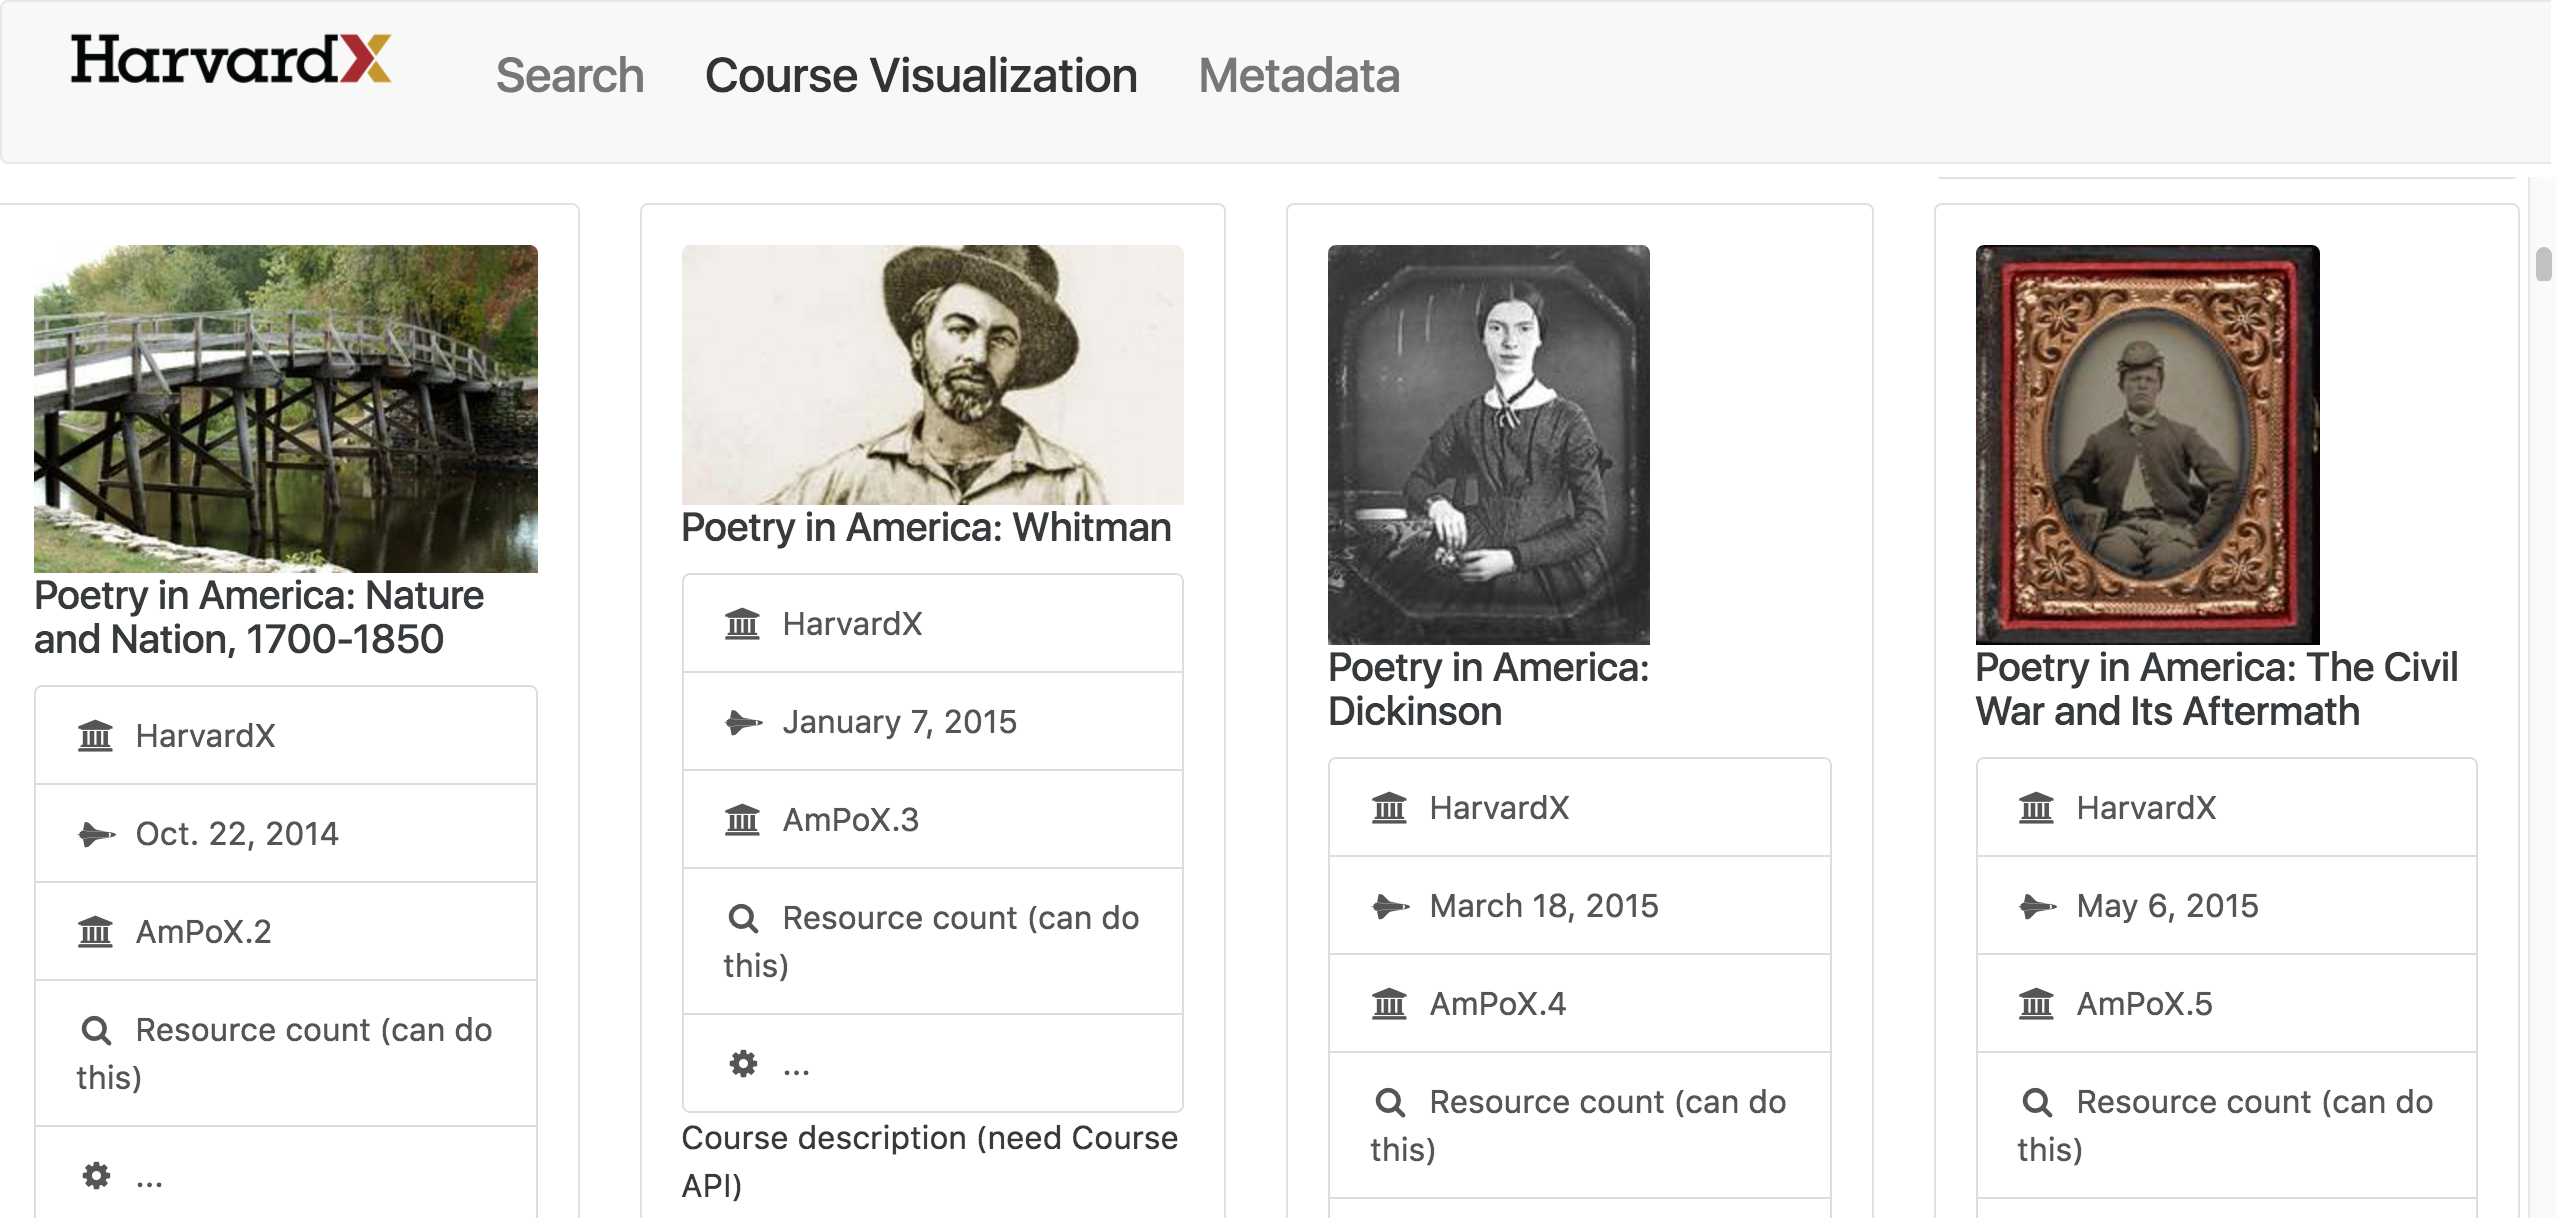 HarvardX
Search
Course Visualization
Metadata
Poetry in America: Nature
and Nation, 1700-1850
HarvardX
Oct. 22, 2014
AmPoX.2
Resource count (can do
this)
...
Poetry in America: Whitman
HarvardX
January 7, 2015
AmPoX.3
Resource count (can do
this)
...
Course description (need Course
API)
Poetry in America:
Dickinson
HarvardX
March 18, 2015
AmPoX.4
Resource count (can do
this)
Poetry in America: The Civil
War and Its Aftermath
HarvardX
May 6, 2015
AmPoX.5
Resource count (can do
this)